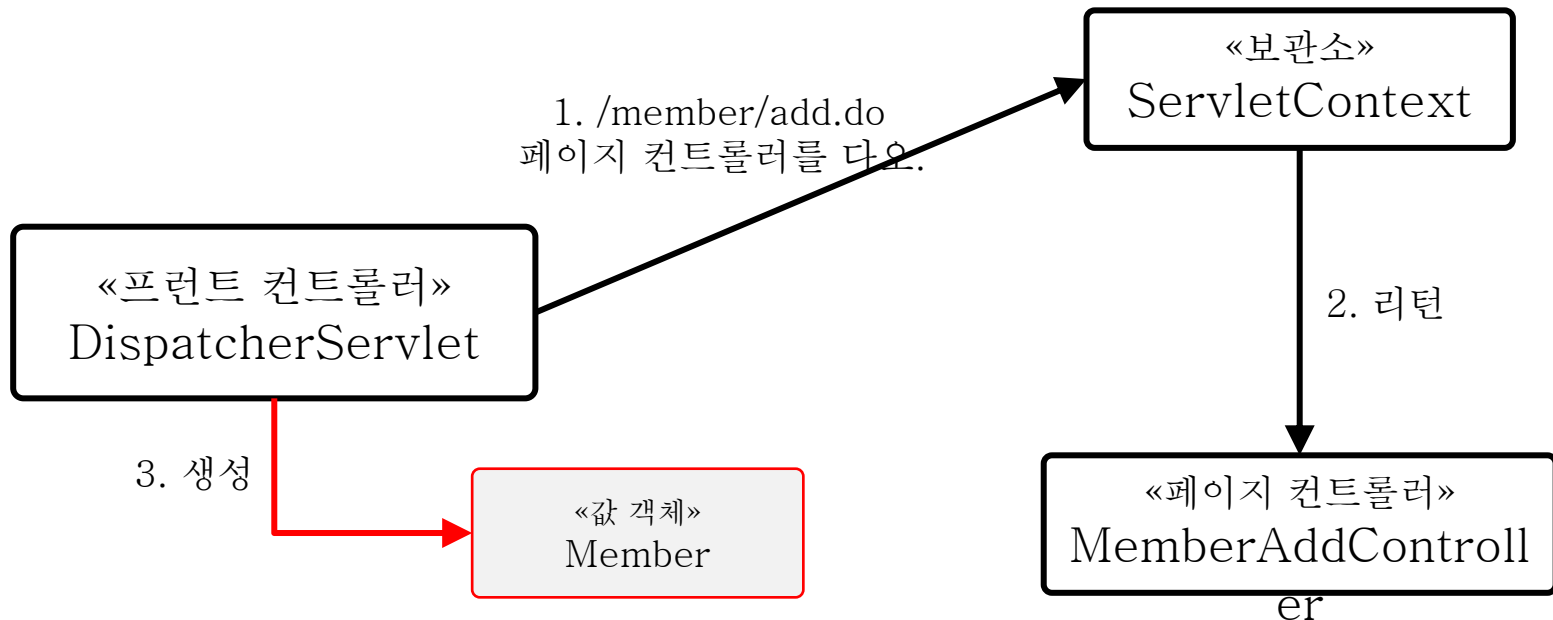 «보관소»
ServletContext
1. /member/add.do
페이지 컨트롤러를 다오.
«프런트 컨트롤러»
DispatcherServlet
2. 리턴
3. 생성
«값 객체»
Member
«페이지 컨트롤러»
MemberAddControll
er